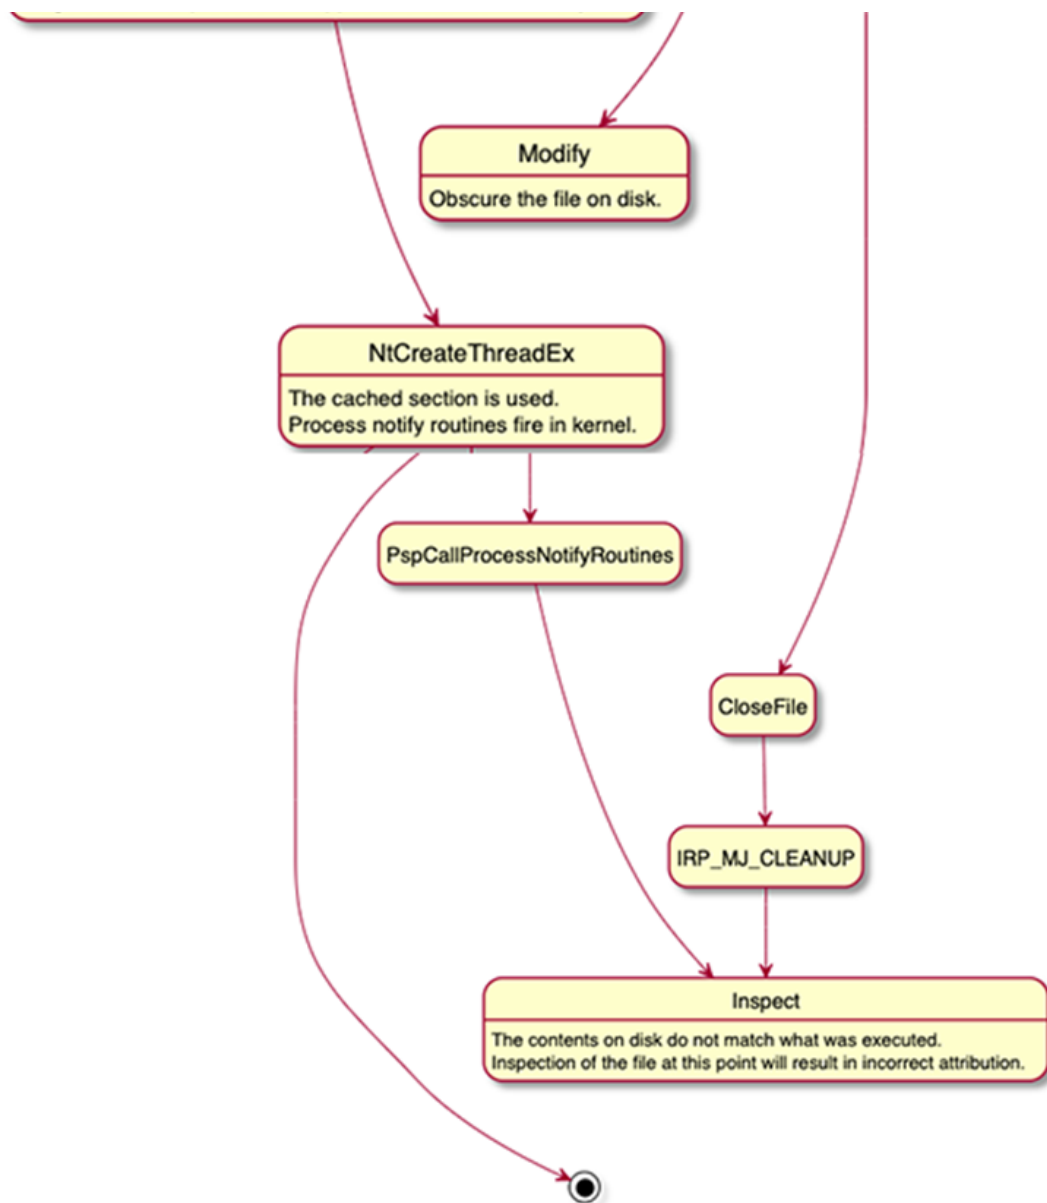 Modify
Obscure the file on disk.
NtCreateThreadEx
The cached section is used.
Process notify routines fire in kernel.
PspCallProcessNotifyRoutines
CloseFile
IRP_MJ_CLEANUP
Inspect
The contents on disk do not match what was executed.
Inspection of the file at this point will result in incorrect attribution.